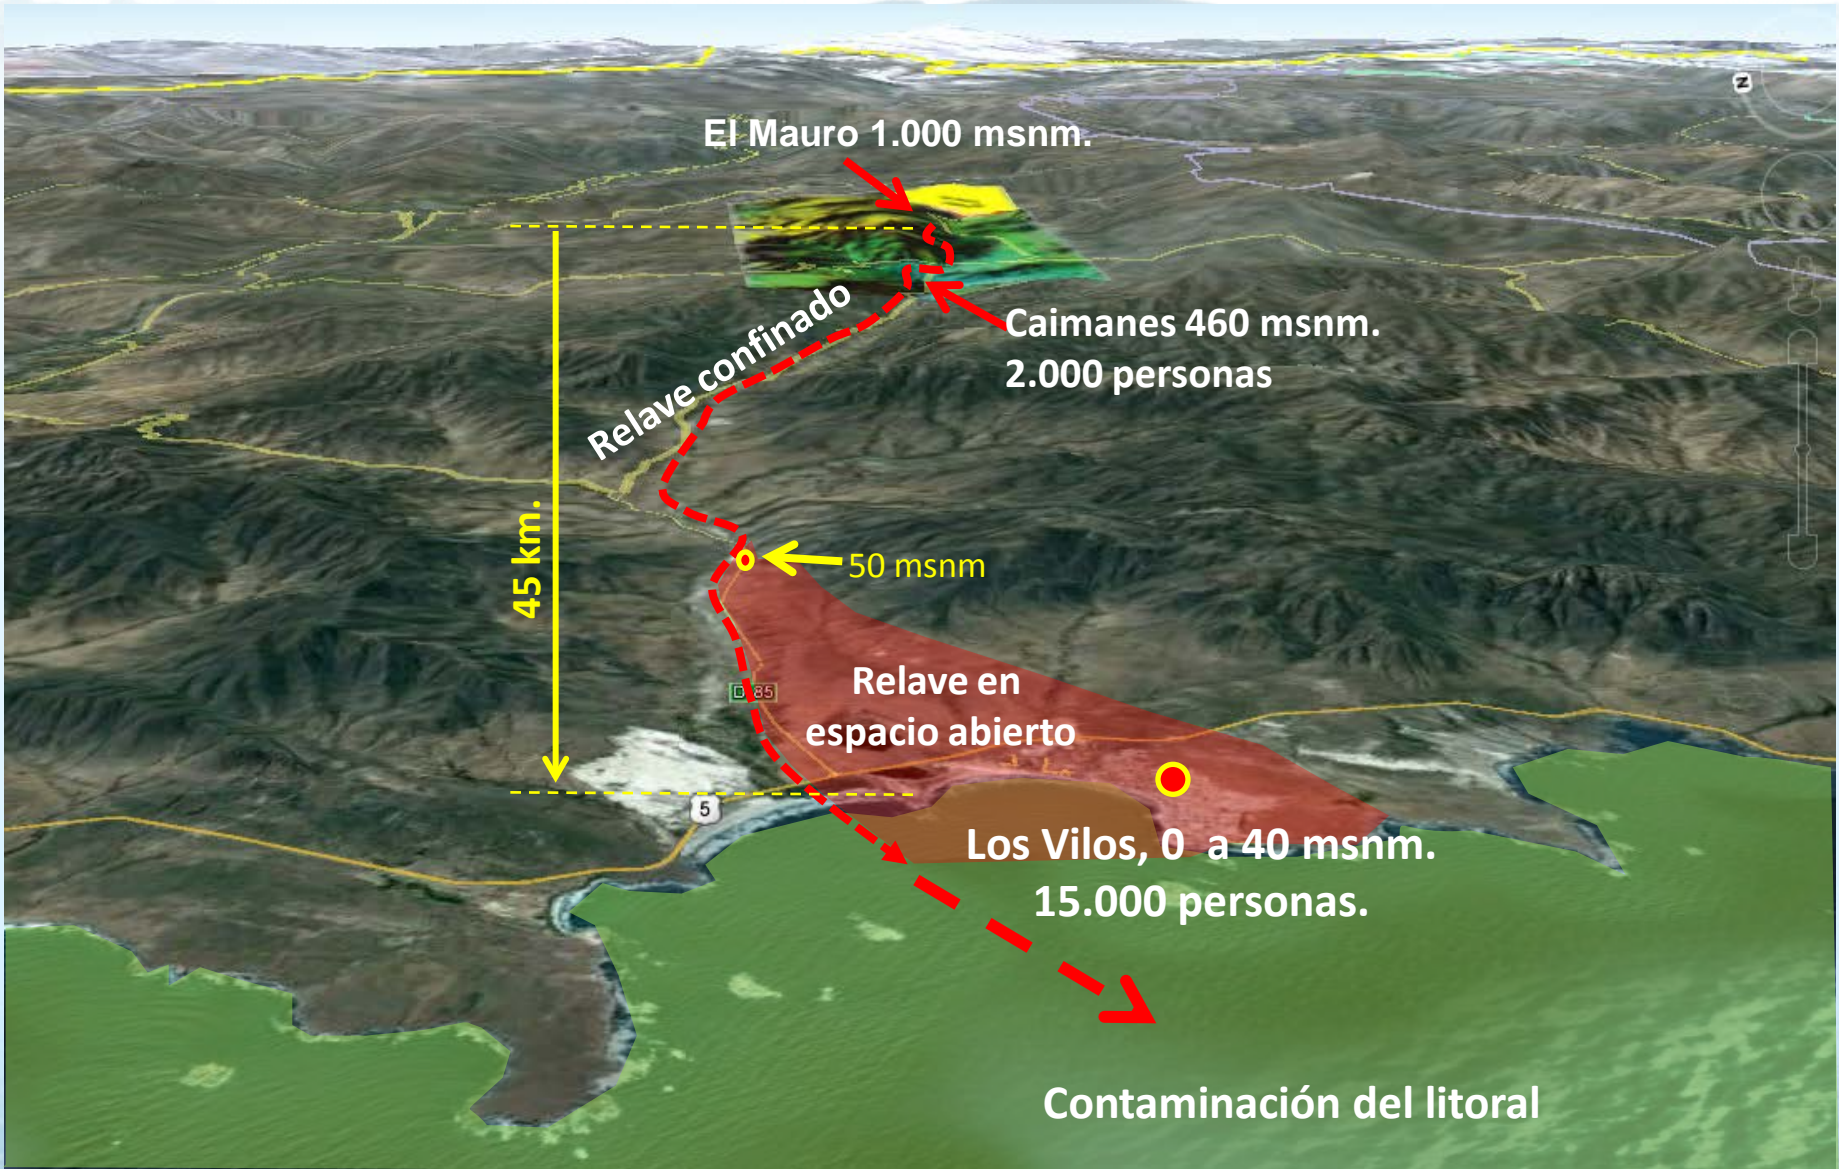 N
El Mauro 1.000 msnm.
Caimanes 460 msnm.
2.000 personas
Relave confinado
45 km.
50 msnm
Relave en
espacio abierto
D 85
5
Los Vilos, 0 a 40 msnm.
15.000 personas.
Contaminación del litoral